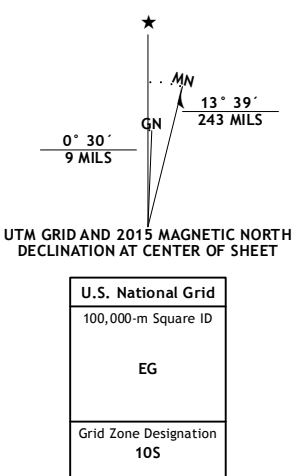 ★
MN
GN
13° 39´
243 MILS
0° 30´
9 MILS
UTM GRID AND 2015 MAGNETIC NORTH
DECLINATION AT CENTER OF SHEET
U.S. National Grid
100,000-m Square ID
EG
Grid Zone Designation
10S